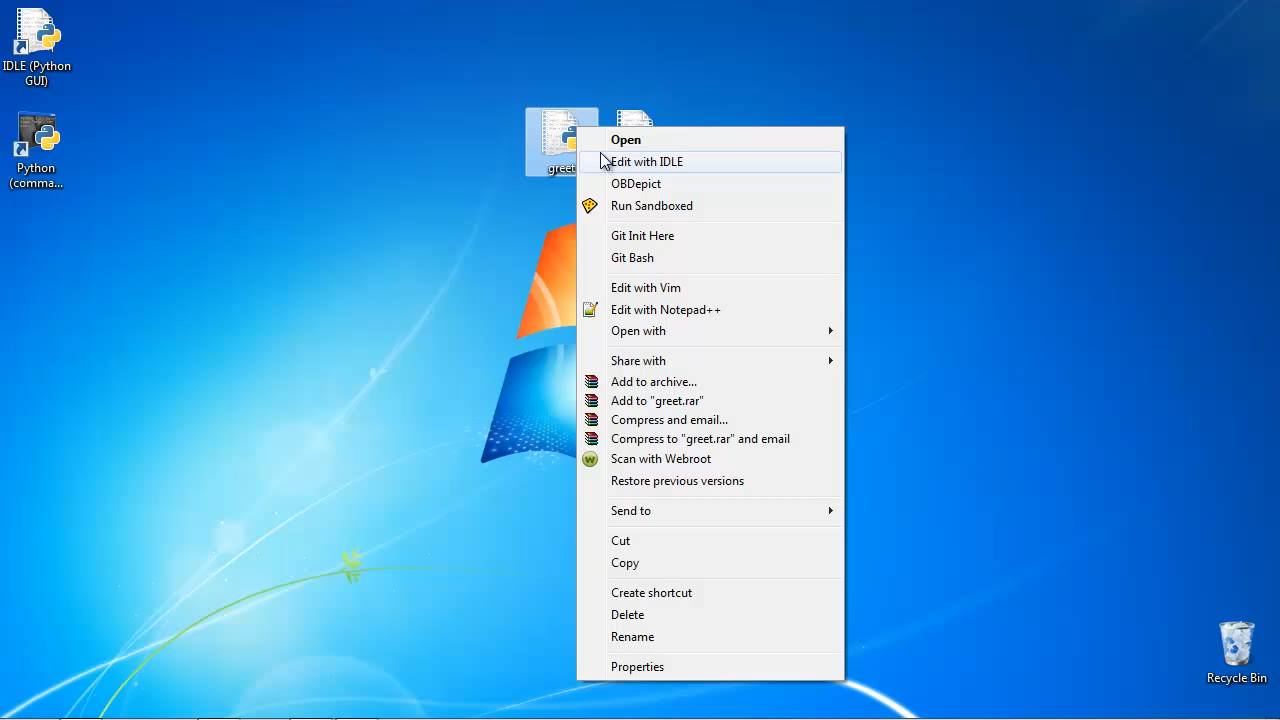 IDLE (Python
GUI)
Python
(comma...
greet
Open
Edit with IDLE
OBDepict
Run Sandboxed
Git Init Here
Git Bash
Edit with Vim
Edit with Notepad++
Open with
Share with
Add to archive...
Add to "greet.rar"
Compress and email...
Compress to "greet.rar" and email
Scan with Webroot
Restore previous versions
Send to
Cut
Copy
Create shortcut
Delete
Rename
Properties
Recycle Bin